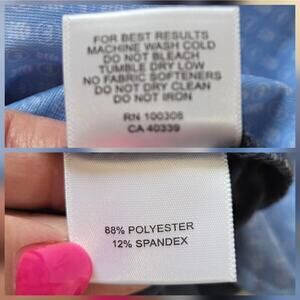 FOR BEST RESULTS
MACHINE WASH COLD
DO NOT BLEACH
TUMBLE DRY LOW
NO FABRIC SOFTENERS
DO NOT DRY CLEAN
DO NOT IRON
RN 100306
CA 40339
88% POLYESTER
12% SPANDEX